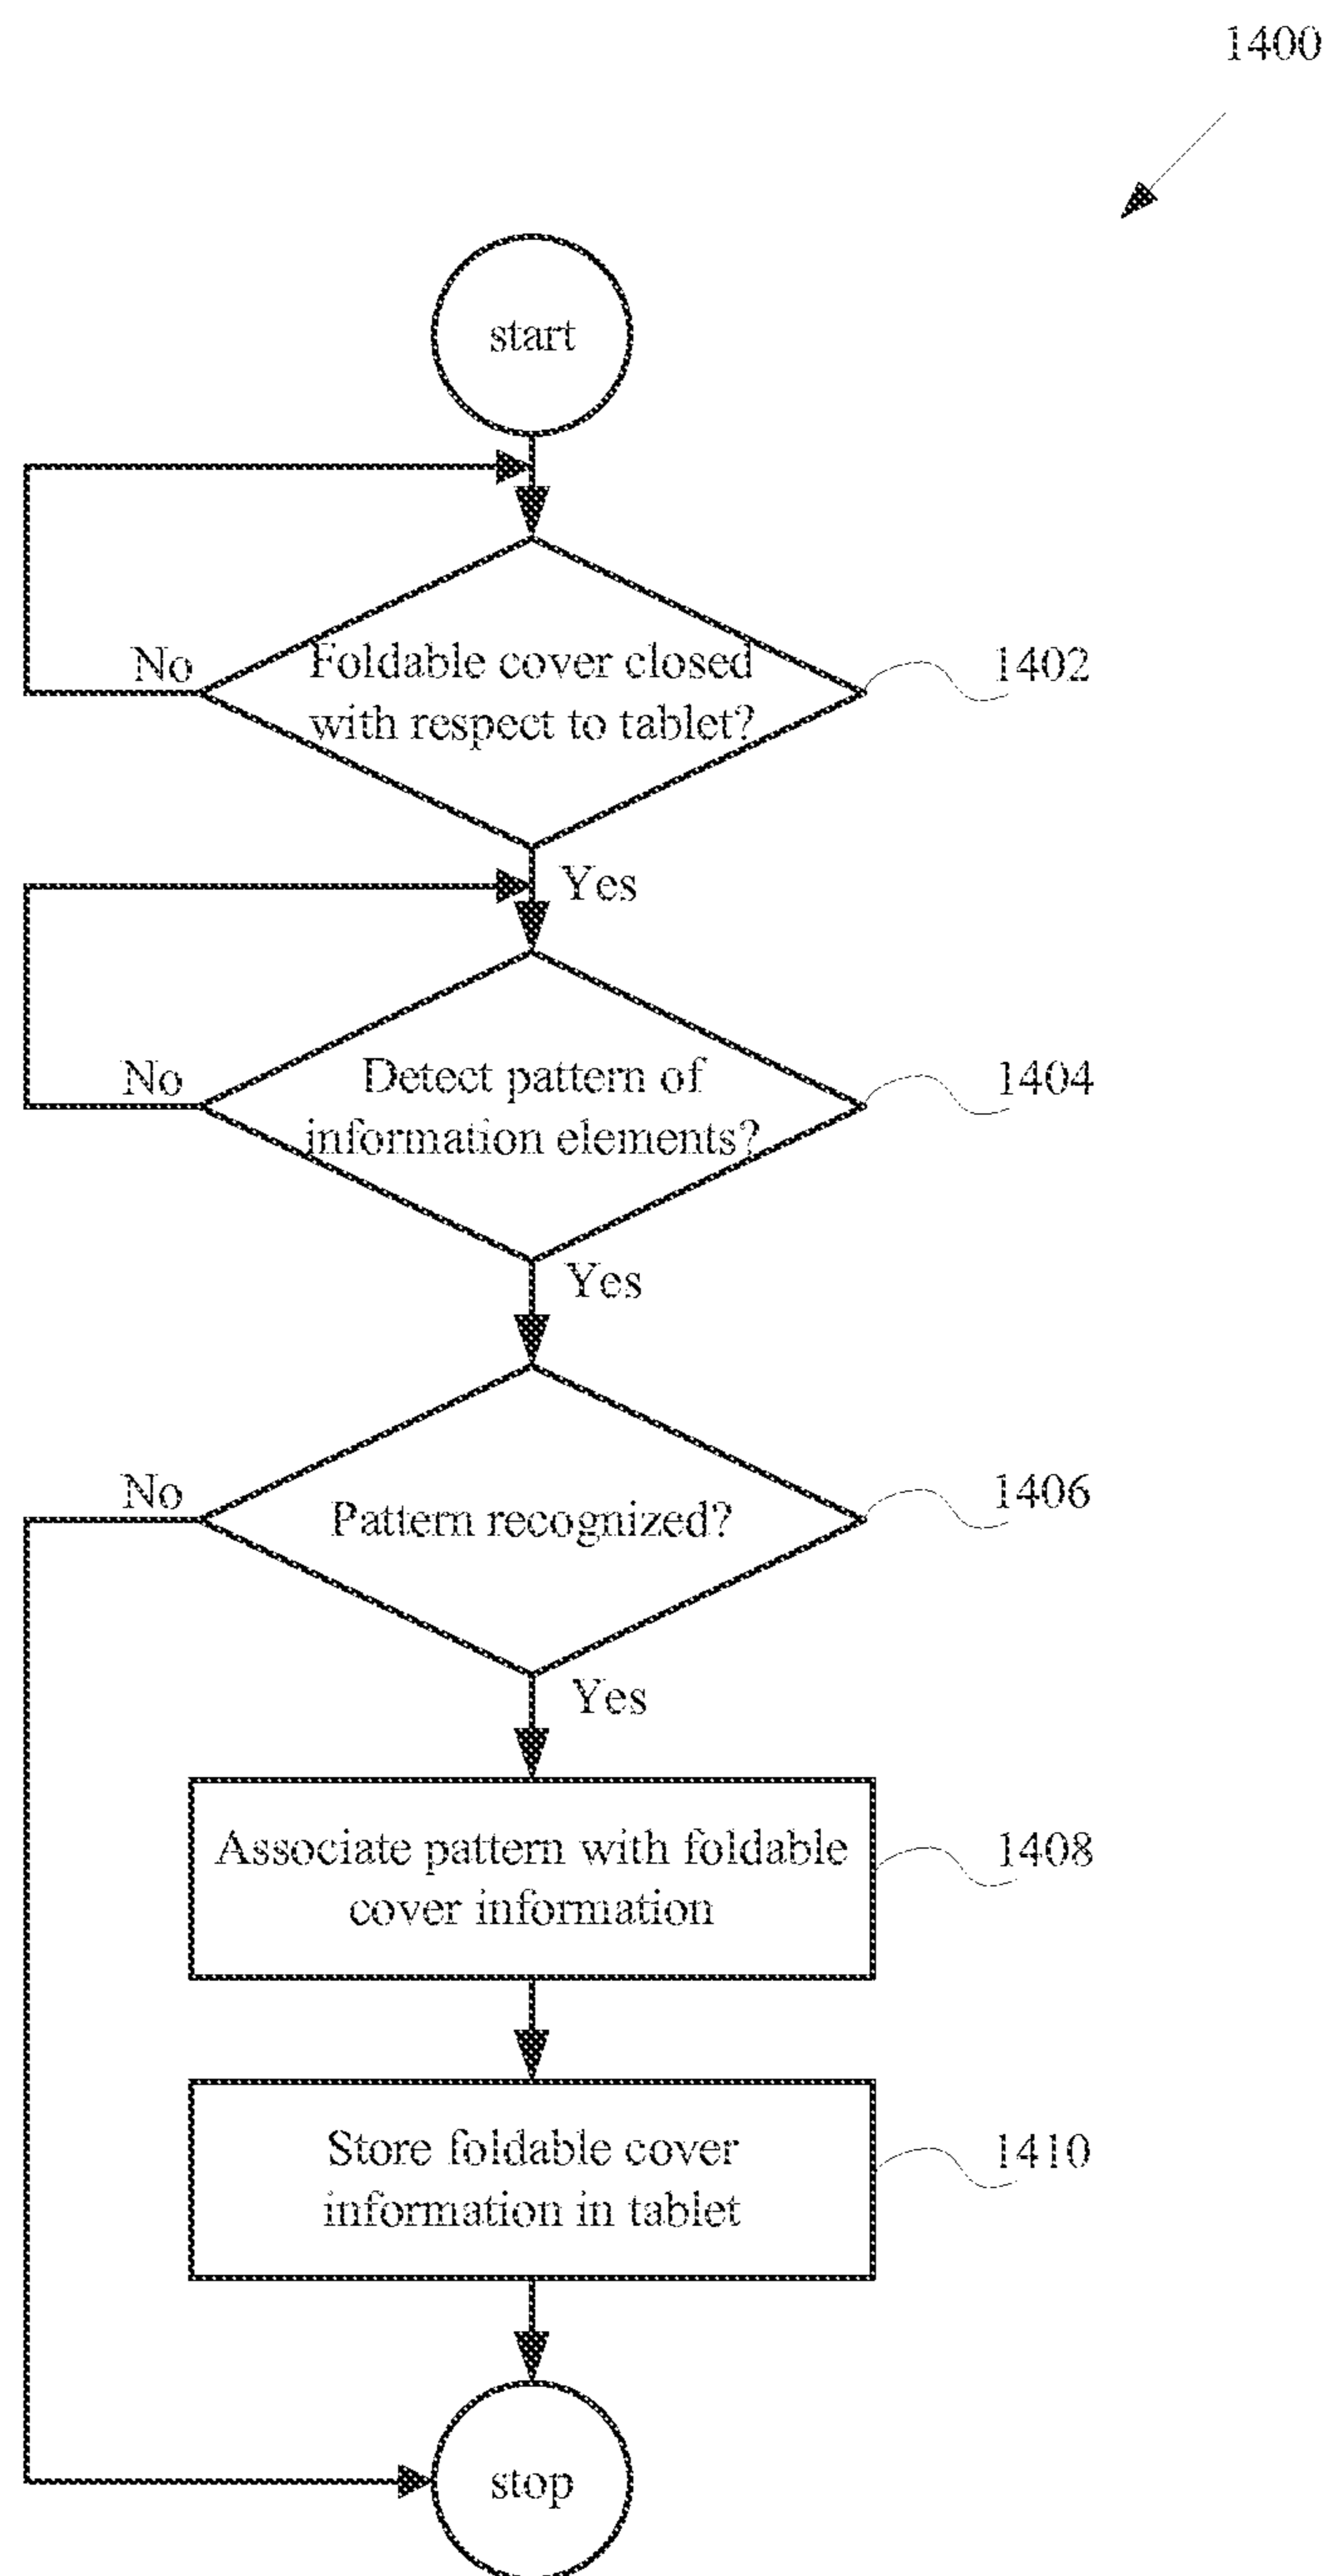 1400
start
No
Foldable cover closed
with respect to tablet?
1402
Yes
No
Detect pattern of
information elements?
1404
Yes
No
Pattern recognized?
1406
Yes
Associate pattern with foldable
cover information
1408
Store foldable cover
information in tablet
1410
stop